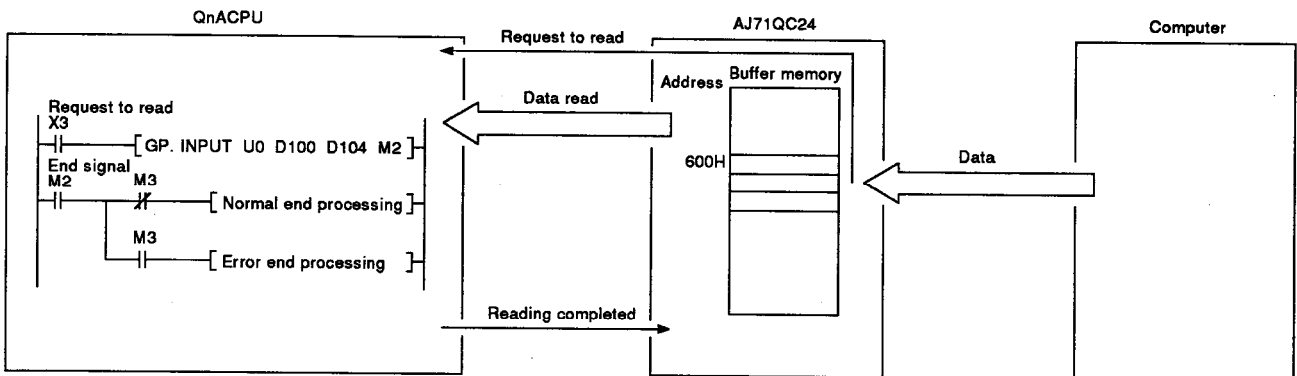 QnACPU
AJ71QC24
Computer
Request to read
Address
Buffer memory
Data read
Request to read
X3
[ GP. INPUT U0 D100 D104 M2 ]
600H
Data
End signal
M2
M3
[ Normal end processing ]
M3
[ Error end processing ]
Reading completed